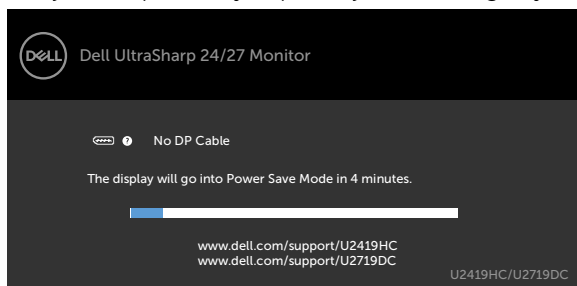 DELL Dell UltraSharp 24/27 Monitor
? No DP Cable
The display will go into Power Save Mode in 4 minutes.
www.dell.com/support/U2419HC
www.dell.com/support/U2719DC
U2419HC/U2719DC